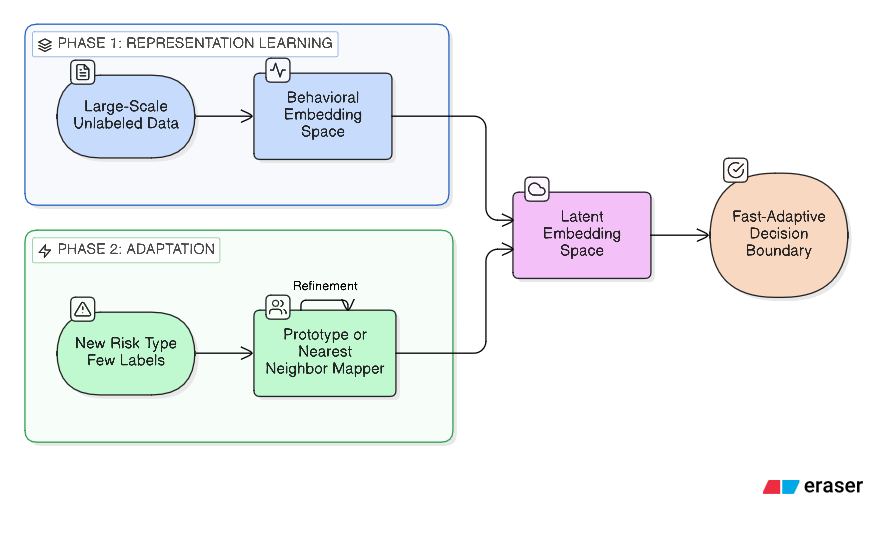 PHASE 1: REPRESENTATION LEARNING
Large-Scale
Unlabeled Data
Behavioral
Embedding
Space
PHASE 2: ADAPTATION
New Risk Type
Few Labels
Refinement
Prototype or
Nearest
Neighbor Mapper
Latent
Embedding
Space
Fast-Adaptive
Decision
Boundary
eraser